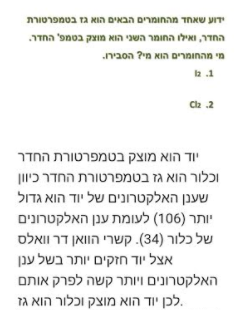 ידוע שאחד מהחומרים הבאים הוא גז בטמפרטורת
החדר, ואילו החומר השני הוא מוצק בטמפ' החדר.
מי מהחומרים הוא מי? הסבירו.
1. I₂
2. Cl₂
יוד הוא מוצק בטמפרטורת החדר
וכלור הוא גז בטמפרטורת החדר כיוון
שענן האלקטרונים של יוד הוא גדול
יותר (106) לעומת ענן האלקטרונים
של כלור (34). קשרי הוואן דר וואלס
אצל יוד חזקים יותר בשל ענן
האלקטרונים ויותר קשה לפרק אותם
.לכן יוד הוא מוצק וכלור הוא גז